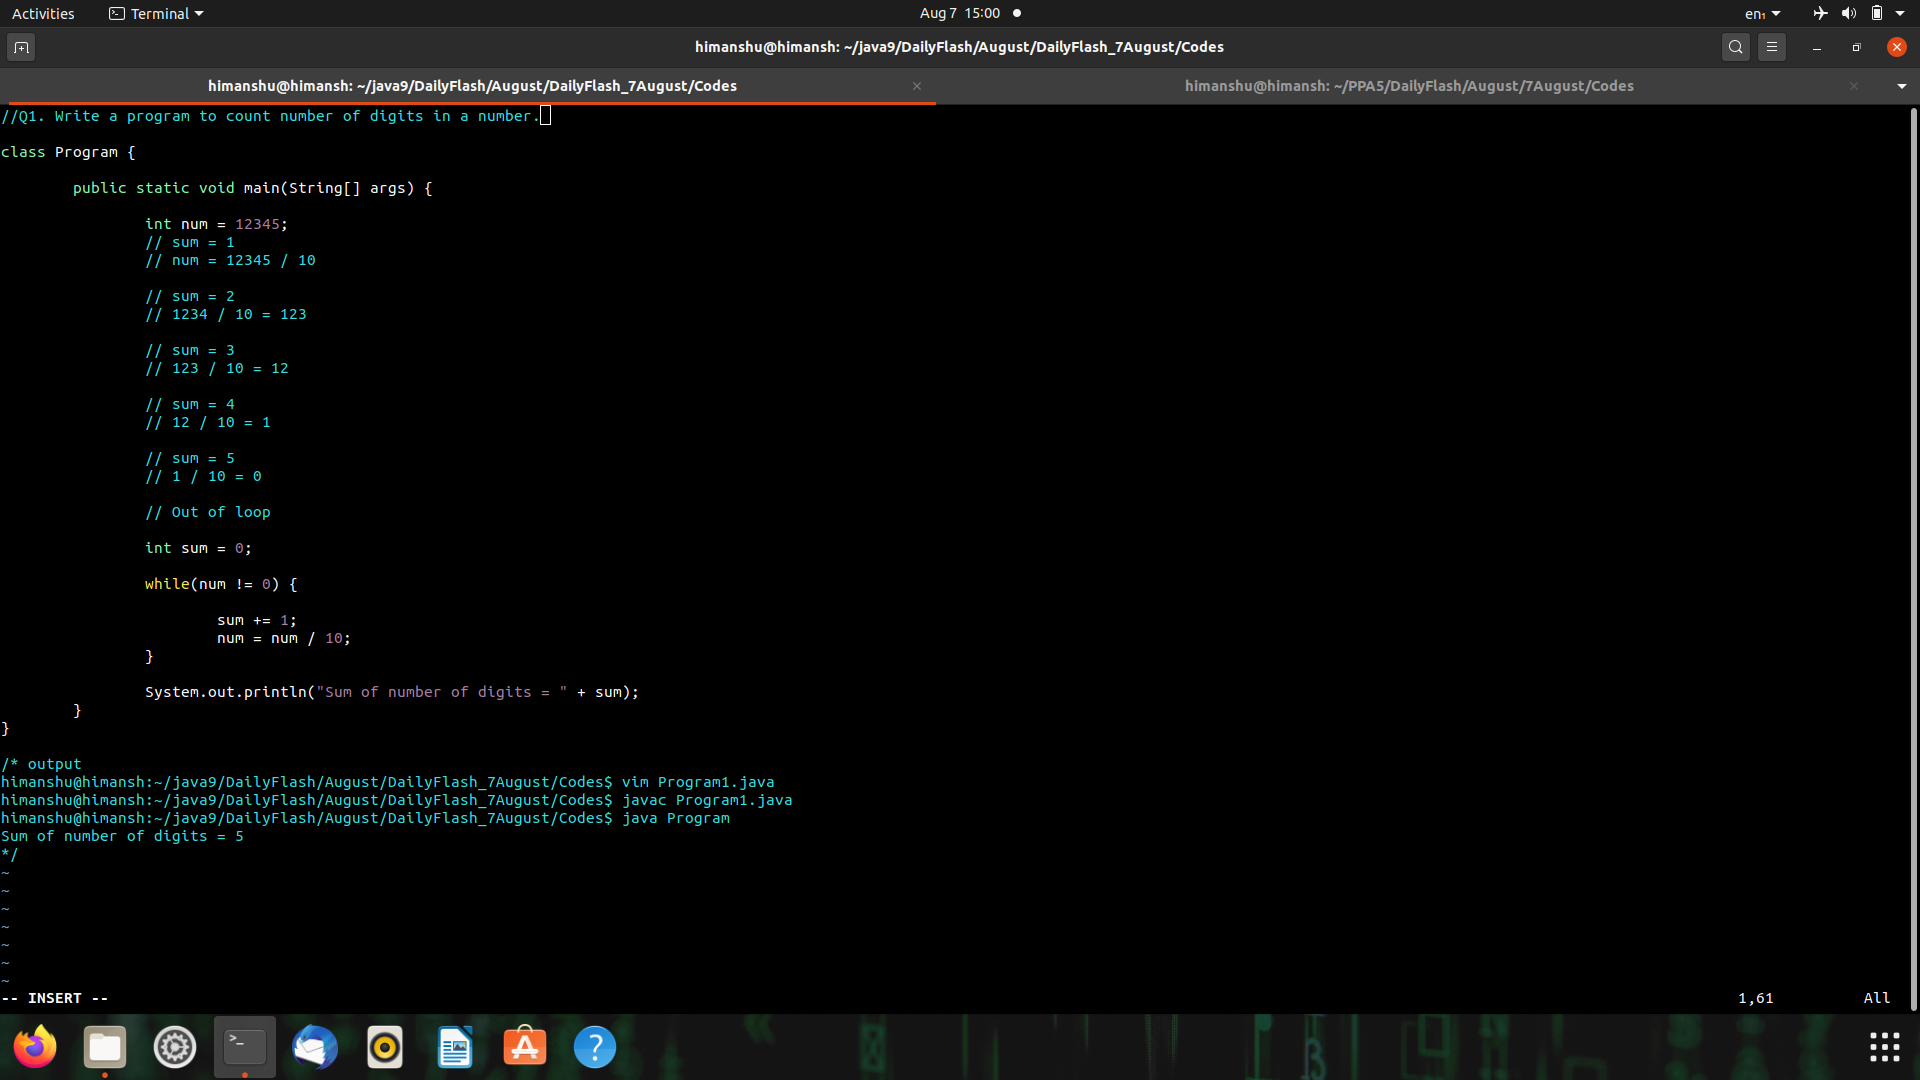 Activities Terminal Aug 7 15:00 en₁
himanshu@himansh: ~/java9/DailyFlash/August/DailyFlash_7August/Codes
himanshu@himansh: ~/java9/DailyFlash/August/DailyFlash_7August/Codes × himanshu@himansh: ~/PPA5/DailyFlash/August/7August/Codes ×
//Q1. Write a program to count number of digits in a number.
class Program {
public static void main(String[] args) {
int num = 12345;
// sum = 1
// num = 12345 / 10
// sum = 2
// 1234 / 10 = 123
// sum = 3
// 123 / 10 = 12
// sum = 4
// 12 / 10 = 1
// sum = 5
// 1 / 10 = 0
// Out of loop
int sum = 0;
while(num != 0) {
sum += 1;
num = num / 10;
}
System.out.println("Sum of number of digits = " + sum);
}
}
/* output
himanshu@himansh:~/java9/DailyFlash/August/DailyFlash_7August/Codes$ vim Program1.java
himanshu@himansh:~/java9/DailyFlash/August/DailyFlash_7August/Codes$ javac Program1.java
himanshu@himansh:~/java9/DailyFlash/August/DailyFlash_7August/Codes$ java Program
Sum of number of digits = 5
*/
~
~
~
~
~
~
~
-- INSERT -- 1,61 All